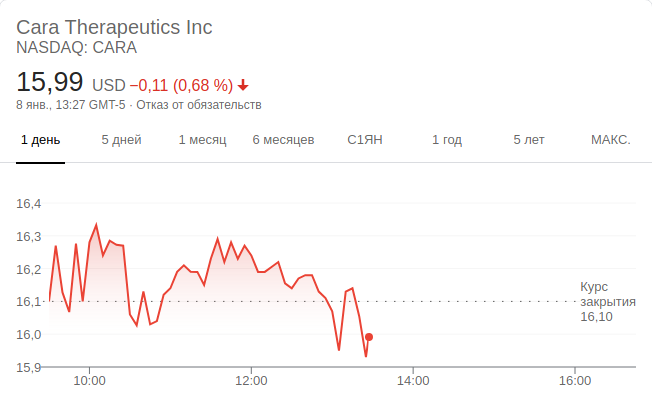 Cara Therapeutics Inc
NASDAQ: CARA
15,99 USD −0,11 (0,68 %)
8 янв., 13:27 GMT-5 · Отказ от обязательств
1 день 5 дней 1 месяц 6 месяцев С1ЯН 1 год 5 лет МАКС.
16,4
16,3
16,2
16,1
16,0
15,9
Курс
закрытия
16,10
10:00 12:00 14:00 16:00